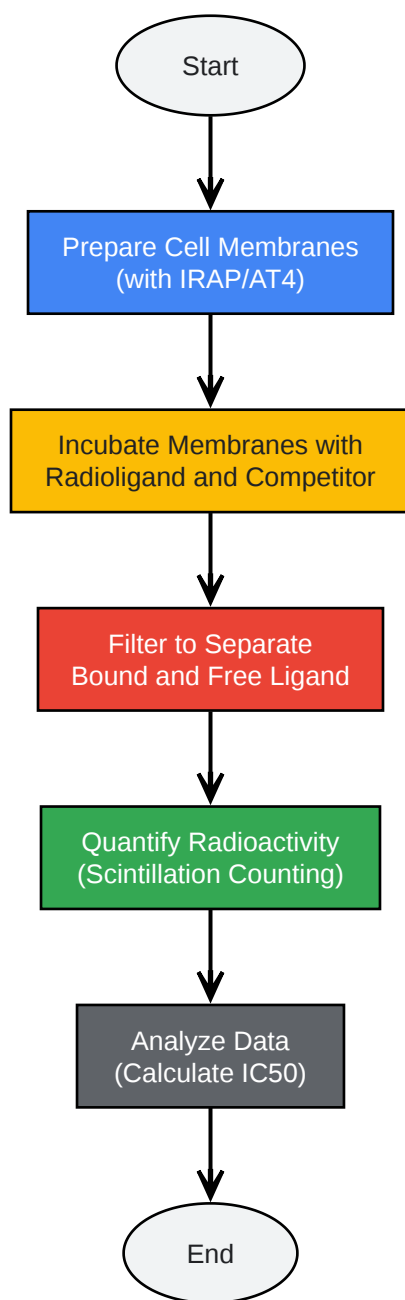 Start
Prepare Cell Membranes
(with IRAP/AT4)
Incubate Membranes with
Radioligand and Competitor
Filter to Separate
Bound and Free Ligand
Quantify Radioactivity
(Scintillation Counting)
Analyze Data
(Calculate IC50)
End